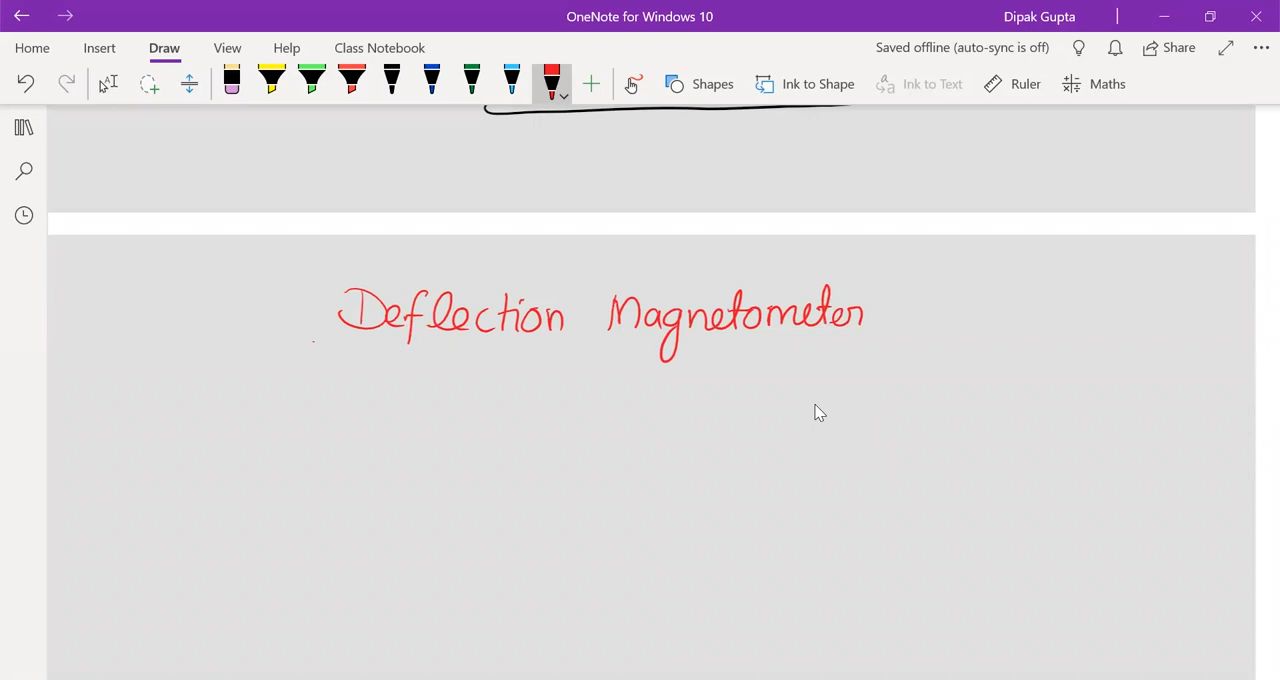 OneNote for Windows 10
Dipak Gupta
Home Insert Draw View Help Class Notebook
Saved offline (auto-sync is off) Share
Shapes Ink to Shape Ink to Text Ruler Maths
Deflection Magnetometer